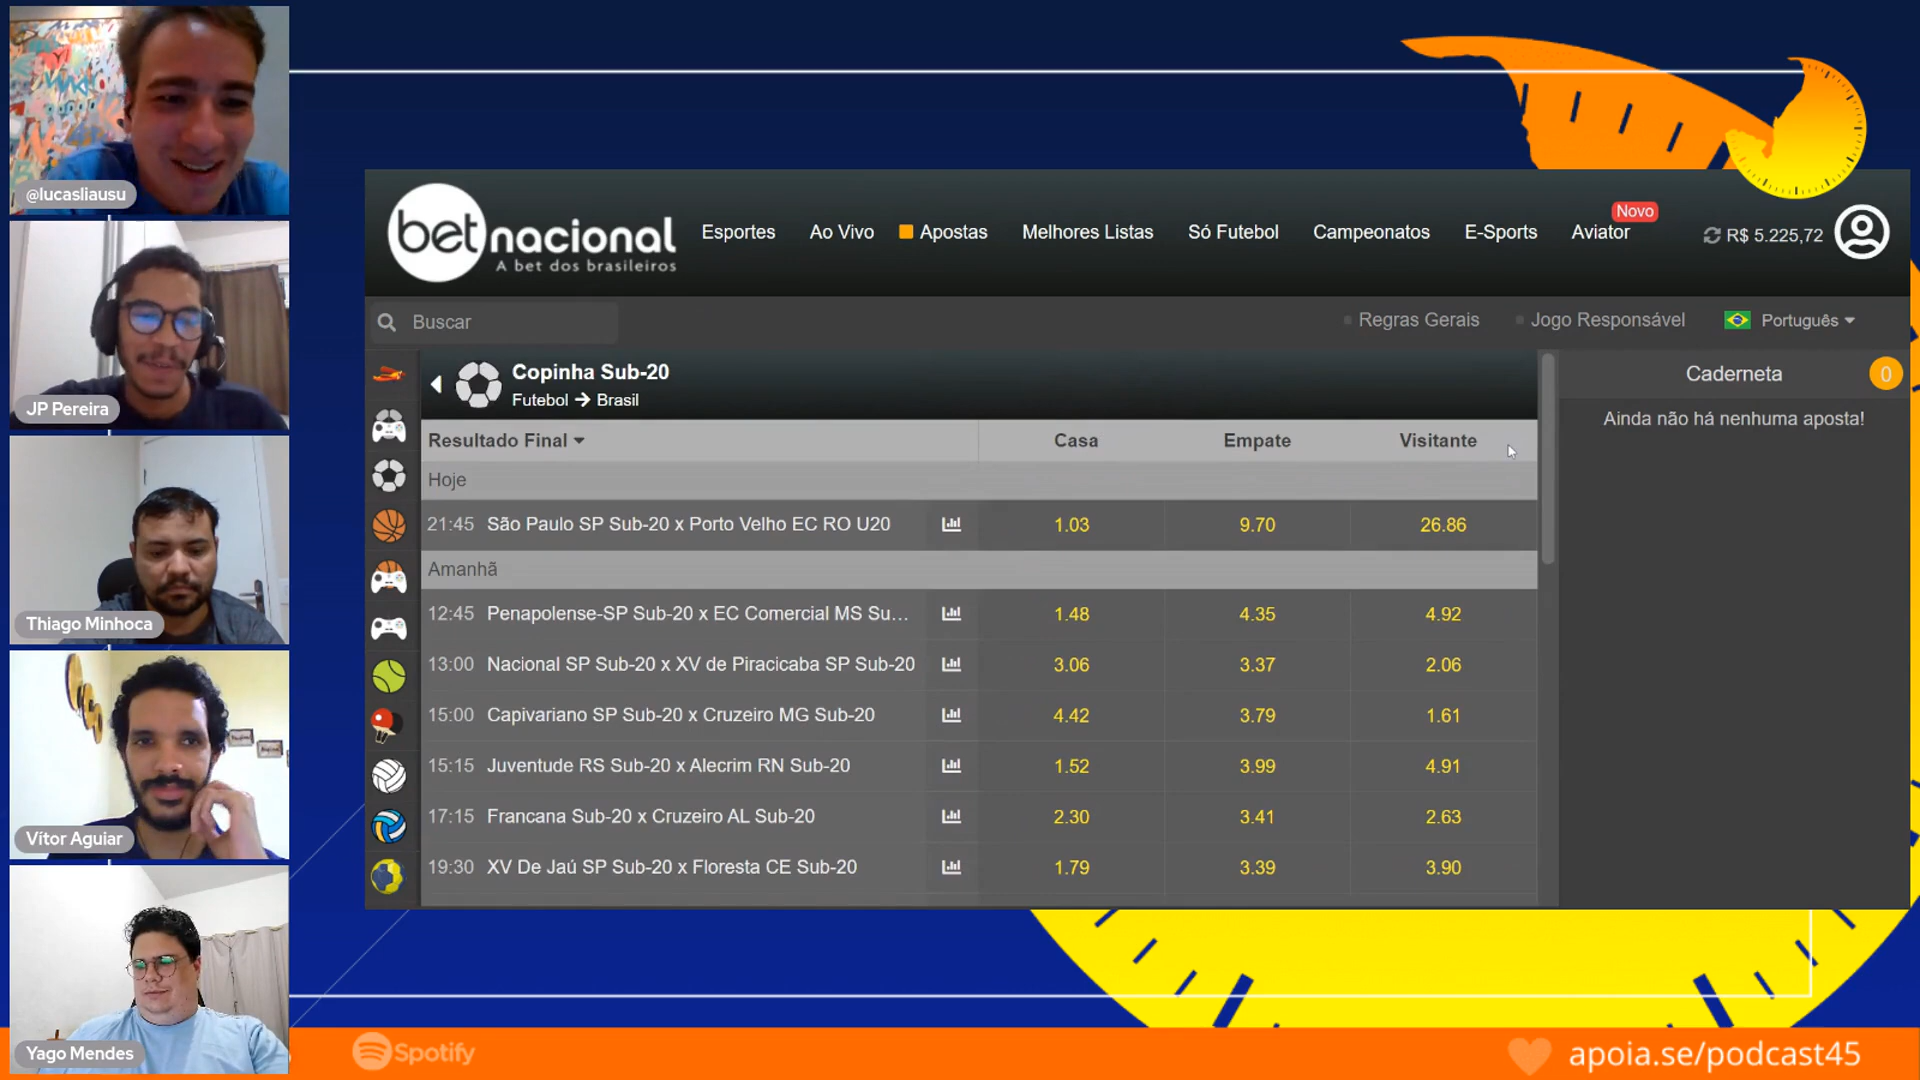 @lucasliausu
JP Pereira
Thiago Minhoca
Vítor Aguiar
Yago Mendes
bet nacional
A bet dos brasileiros
Esportes
Ao Vivo
Apostas
Melhores Listas
Só Futebol
Campeonatos
E-Sports
Aviator
Novo
R$ 5.225,72
Buscar
Regras Gerais
Jogo Responsável
Português
Copinha Sub-20
Futebol → Brasil
Resultado Final Casa Empate Visitante
Hoje
21:45 São Paulo SP Sub-20 x Porto Velho EC RO U20 1.03 9.70 26.86
Amanhã
12:45 Penapolense-SP Sub-20 x EC Comercial MS Su... 1.48 4.35 4.92
13:00 Nacional SP Sub-20 x XV de Piracicaba SP Sub-20 3.06 3.37 2.06
15:00 Capivariano SP Sub-20 x Cruzeiro MG Sub-20 4.42 3.79 1.61
15:15 Juventude RS Sub-20 x Alecrim RN Sub-20 1.52 3.99 4.91
17:15 Francana Sub-20 x Cruzeiro AL Sub-20 2.30 3.41 2.63
19:30 XV De Jaú SP Sub-20 x Floresta CE Sub-20 1.79 3.39 3.90
Caderneta 0
Ainda não há nenhuma aposta!
Spotify
apoia.se/podcast45